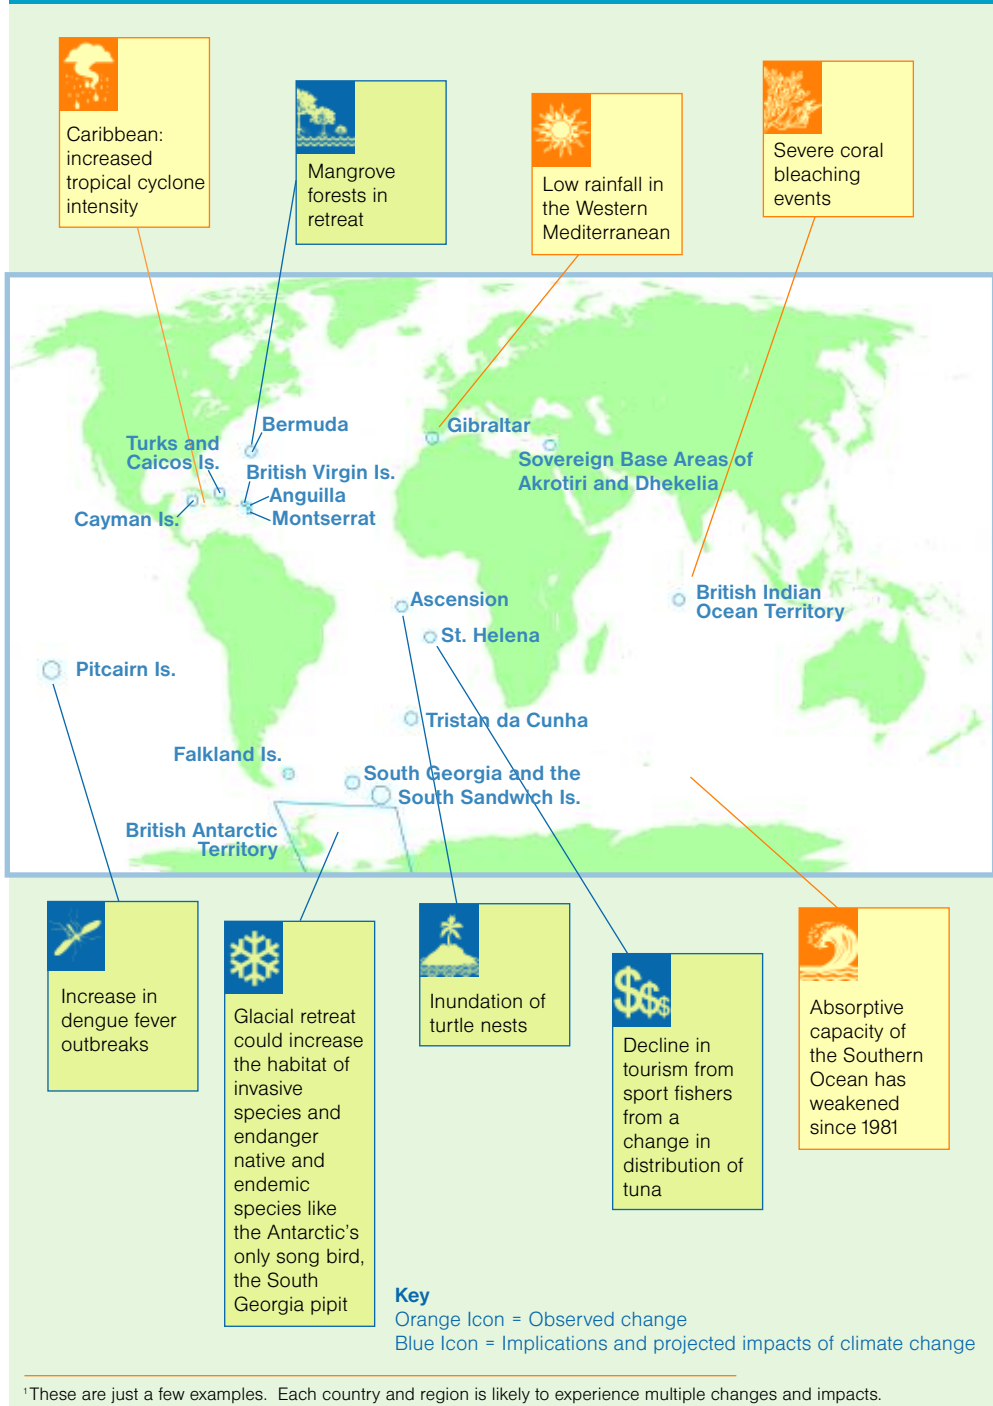 Caribbean:
increased
tropical cyclone
intensity
Mangrove
forests in
retreat
Low rainfall in
the Western
Mediterranean
Severe coral
bleaching
events
Bermuda
Turks and
Caicos Is.
British Virgin Is.
Anguilla
Montserrat
Cayman Is.
Gibraltar
Sovereign Base Areas of
Akrotiri and Dhekelia
Ascension
St. Helena
British Indian
Ocean Territory
Pitcairn Is.
Tristan da Cunha
Falkland Is.
South Georgia and the
South Sandwich Is.
British Antarctic
Territory
Increase in
dengue fever
outbreaks
Glacial retreat
could increase
the habitat of
invasive
species and
endanger
native and
endemic
species like
the Antarctic's
only song bird,
the South
Georgia pipit
Inundation of
turtle nests
$$$
Decline in
tourism from
sport fishers
from a
change in
distribution of
tuna
Absorptive
capacity of
the Southern
Ocean has
weakened
since 1981
Key
Orange Icon = Observed change
Blue Icon = Implications and projected impacts of climate change
¹These are just a few examples. Each country and region is likely to experience multiple changes and impacts.